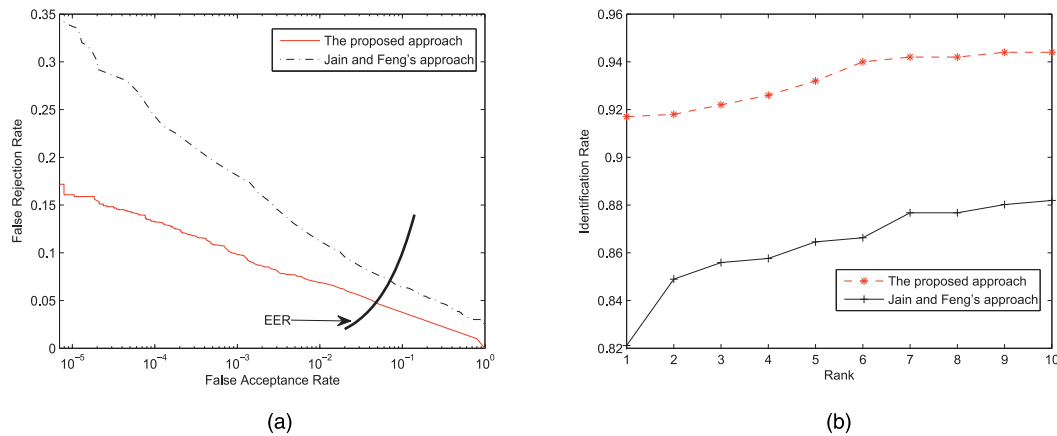 0.35
0.3
0.25
0.2
0.15
0.1
0.05
0
False Rejection Rate
The proposed approach
Jain and Feng's approach
EER
10⁻⁵ 10⁻⁴ 10⁻³ 10⁻² 10⁻¹ 10⁰
False Acceptance Rate
(a)
0.96
0.94
0.92
0.9
0.88
0.86
0.84
0.82
Identification Rate
The proposed approach
Jain and Feng's approach
1 2 3 4 5 6 7 8 9 10
Rank
(b)